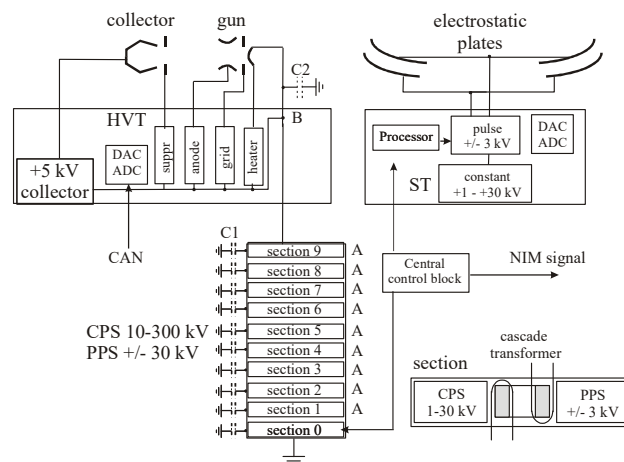 collector
gun
C2
B
HVT
+5 kV
collector
DAC
ADC
suppr
anode
grid
heater
CAN
electrostatic
plates
Processor
pulse
+/- 3 kV
DAC
ADC
ST
constant
+1 - +30 kV
C1
section 9 A
section 8 A
section 7 A
section 6 A
section 5 A
section 4 A
section 3 A
section 2 A
section 1 A
section 0
CPS 10-300 kV
PPS +/- 30 kV
Central
control block
NIM signal
cascade
transformer
section
CPS
1-30 kV
PPS
+/- 3 kV